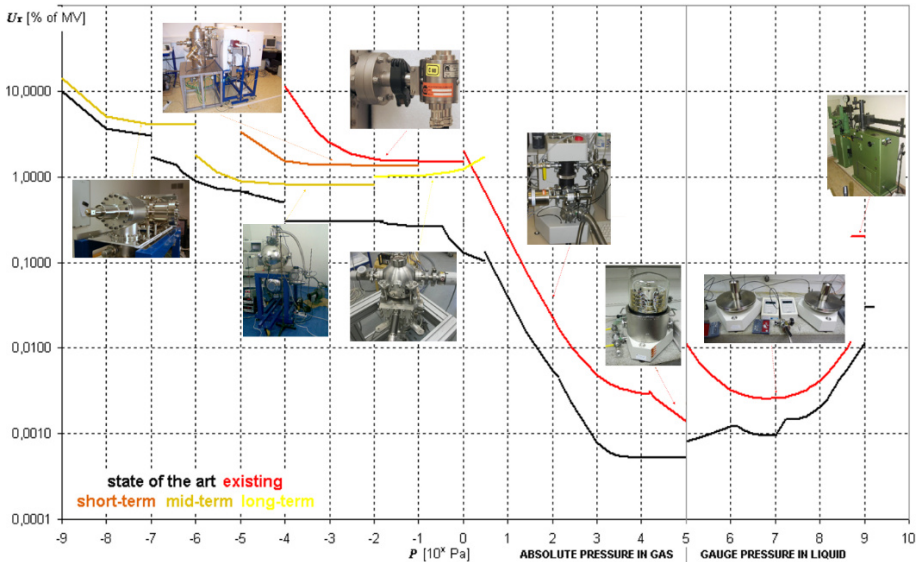 Ur [% of MV]
10,0000
1,0000
0,1000
0,0100
0,0010
0,0001
state of the art existing
short-term mid-term long-term
-9 -8 -7 -6 -5 -4 -3 -2 -1 0 1 2 3 4 5 6 7 8 9 10
P [10ˣ Pa] ABSOLUTE PRESSURE IN GAS GAUGE PRESSURE IN LIQUID